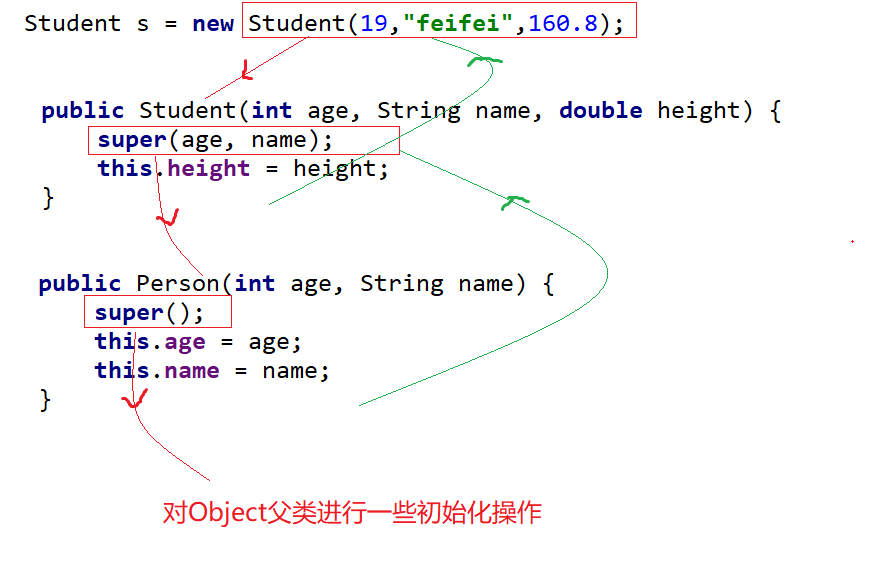 Student s = new Student(19,"feifei",160.8);
public Student(int age, String name, double height) {
super(age, name);
this.height = height;
}
public Person(int age, String name) {
super();
this.age = age;
this.name = name;
}
对Object父类进行一些初始化操作